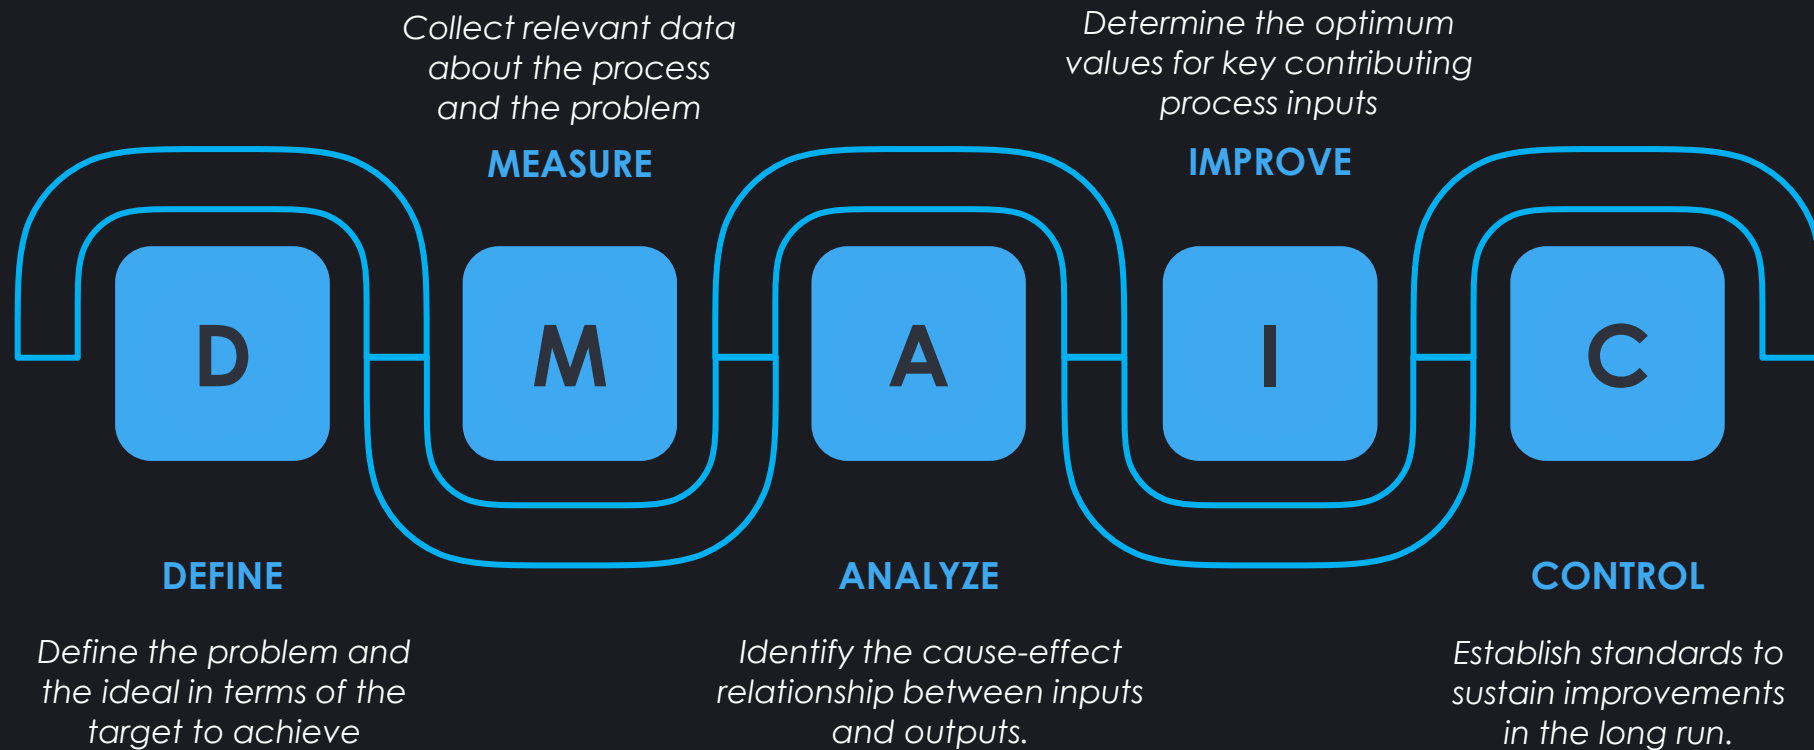 Collect relevant data
about the process
and the problem
MEASURE
Determine the optimum
values for key contributing
process inputs
IMPROVE
D
M
A
I
C
DEFINE
Define the problem and
the ideal in terms of the
target to achieve
ANALYZE
Identify the cause-effect
relationship between inputs
and outputs.
CONTROL
Establish standards to
sustain improvements
in the long run.